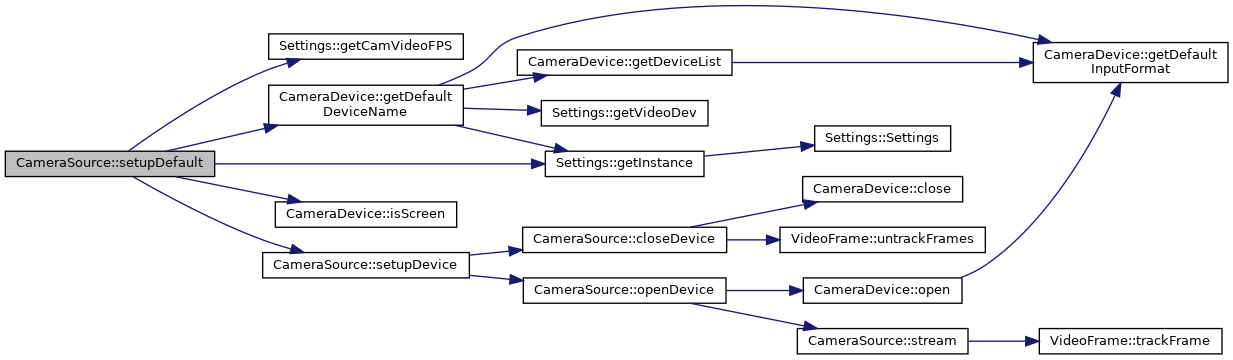 CameraSource::setupDefault
Settings::getCamVideoFPS
CameraDevice::getDefault
DeviceName
CameraDevice::isScreen
CameraSource::setupDevice
CameraDevice::getDeviceList
Settings::getVideoDev
Settings::getInstance
CameraSource::closeDevice
CameraSource::openDevice
Settings::Settings
CameraDevice::close
VideoFrame::untrackFrames
CameraDevice::open
CameraSource::stream
CameraDevice::getDefault
InputFormat
VideoFrame::trackFrame